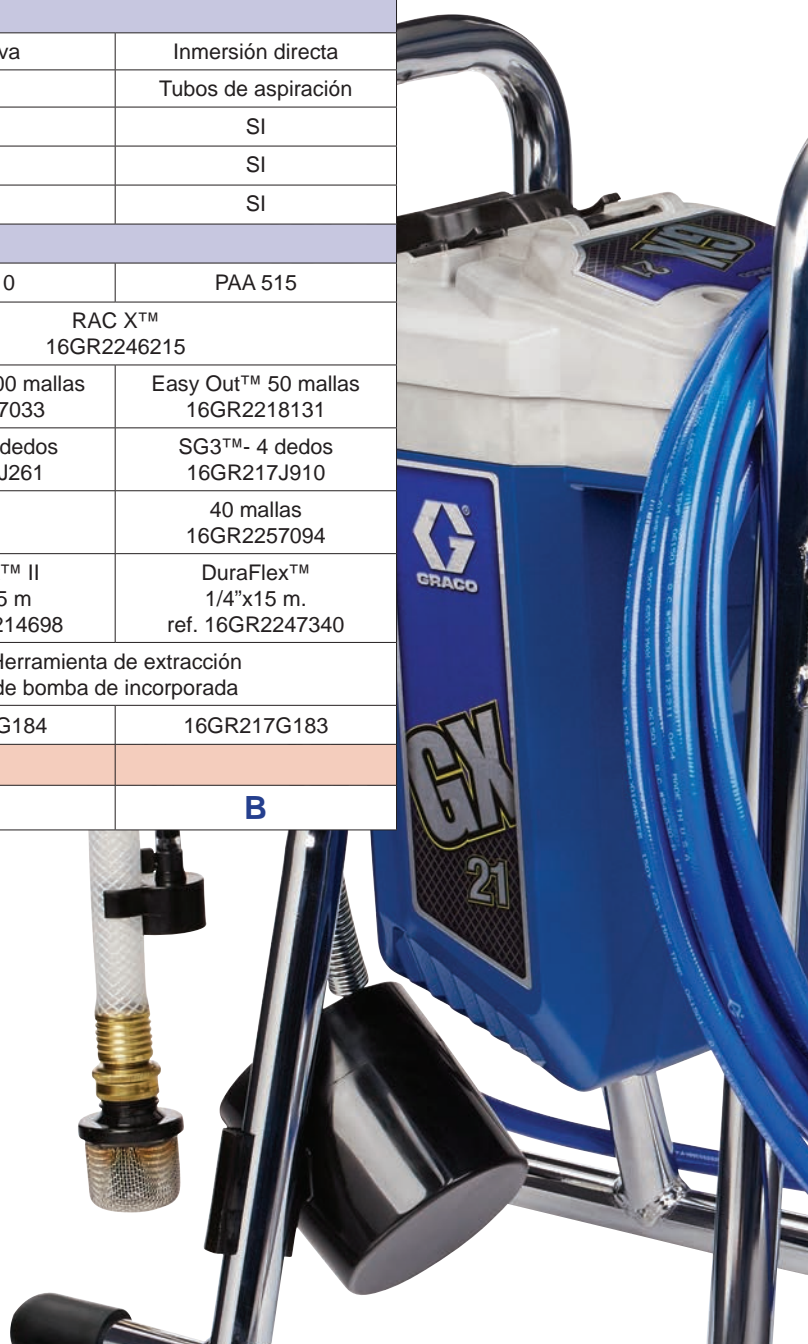 va
Inmersión directa
Tubos de aspiración
SI
SI
SI
0
PAA 515
RAC X™
16GR2246215
00 mallas
7033
Easy Out™ 50 mallas
16GR2218131
dedos
J261
SG3™- 4 dedos
16GR217J910
40 mallas
16GR2257094
™ II
5 m
214698
DuraFlex™
1/4”x15 m.
ref. 16GR2247340
Herramienta de extracción
de bomba de incorporada
G184
16GR217G183
B
GX
21
GRACO
GX
21